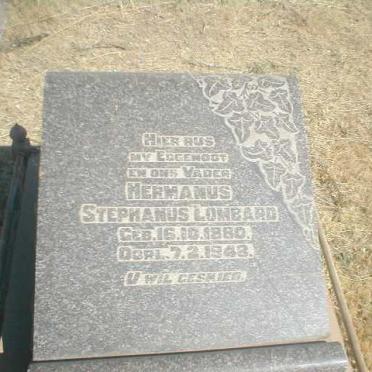 HIER RUS
MY EGGENOOT
EN ONS VADER
HERMANUS
STEPHANUS LOMBARD
GEB. 16.10.1880.
OORL. 7.2.1943.
U WIL GESKIED.